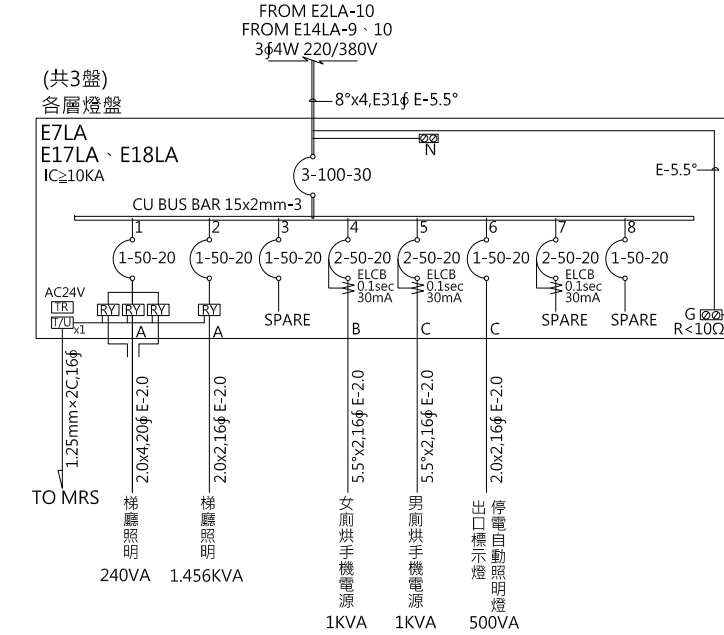 FROM E2LA-10
FROM E14LA-9、10
3ϕ4W 220/380V
(共3盤)
各層燈盤
8°x4,E31ϕ E-5.5°
E7LA
E17LA、E18LA
IC≧10KA
N
3-100-30
E-5.5°
CU BUS BAR 15x2mm-3
1 2 3 4 5 6 7 8
1-50-20 1-50-20 1-50-20 2-50-20 2-50-20 1-50-20 2-50-20 1-50-20
ELCB ELCB ELCB
0.1sec 0.1sec 0.1sec
30mA 30mA 30mA
AC24V
TR
T/U x1
RY RY RY RY
SPARE SPARE SPARE
G
R<10Ω
A A B C C
1.25mm×2C,16ϕ
2.0x4,20ϕ E-2.0
2.0x2,16ϕ E-2.0
5.5°x2,16ϕ E-2.0
5.5°x2,16ϕ E-2.0
2.0x2,16ϕ E-2.0
TO MRS
梯廳照明
240VA
梯廳照明
1.456KVA
女廁烘手機電源
1KVA
男廁烘手機電源
1KVA
停電自動照明燈
出口標示燈
500VA